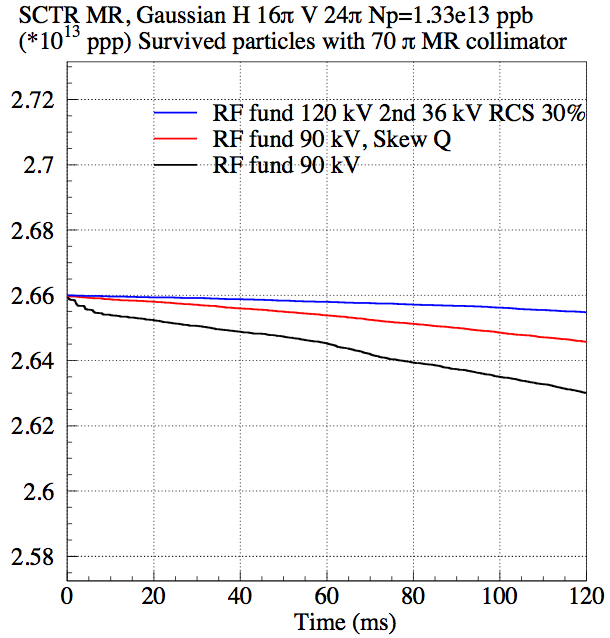 SCTR MR, Gaussian H 16π V 24π Np=1.33e13 ppb
(*10^13 ppp) Survived particles with 70 π MR collimator
2.72
RF fund 120 kV 2nd 36 kV RCS 30%
RF fund 90 kV, Skew Q
2.7
RF fund 90 kV
2.68
2.66
2.64
2.62
2.6
2.58
0 20 40 60 80 100 120
Time (ms)